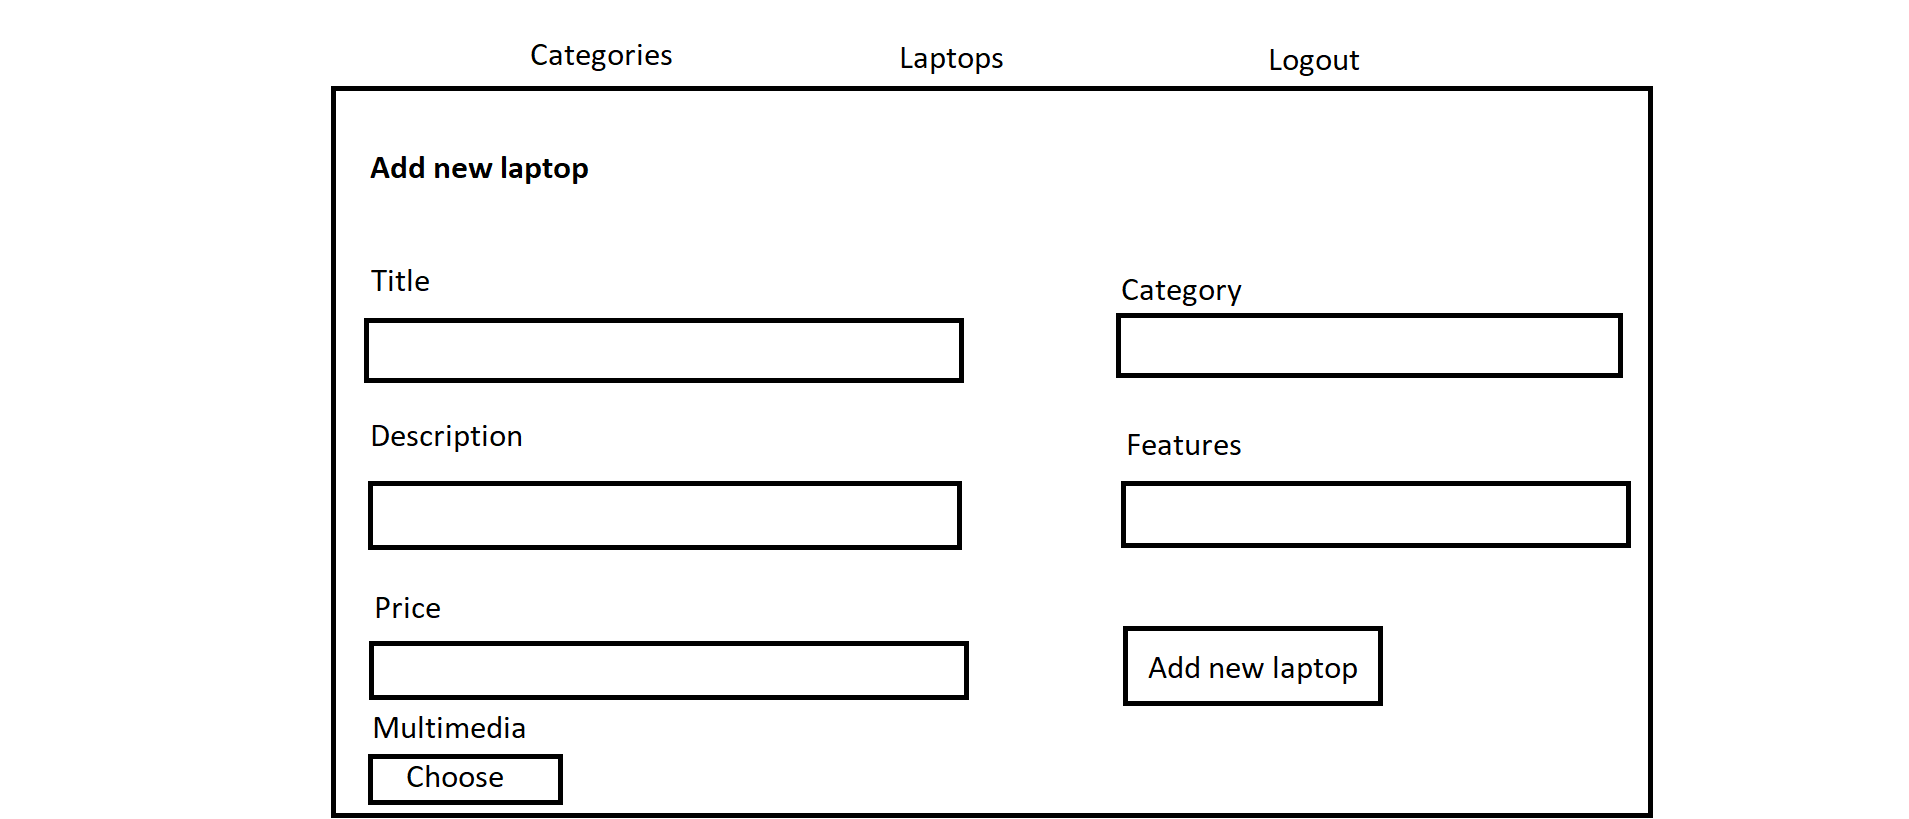 Categories
Laptops
Logout
Add new laptop
Title
Category
Description
Features
Price
Add new laptop
Multimedia
Choose